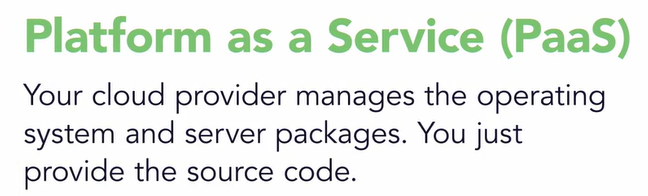 Platform as a Service (PaaS)
Your cloud provider manages the operating
system and server packages. You just
provide the source code.